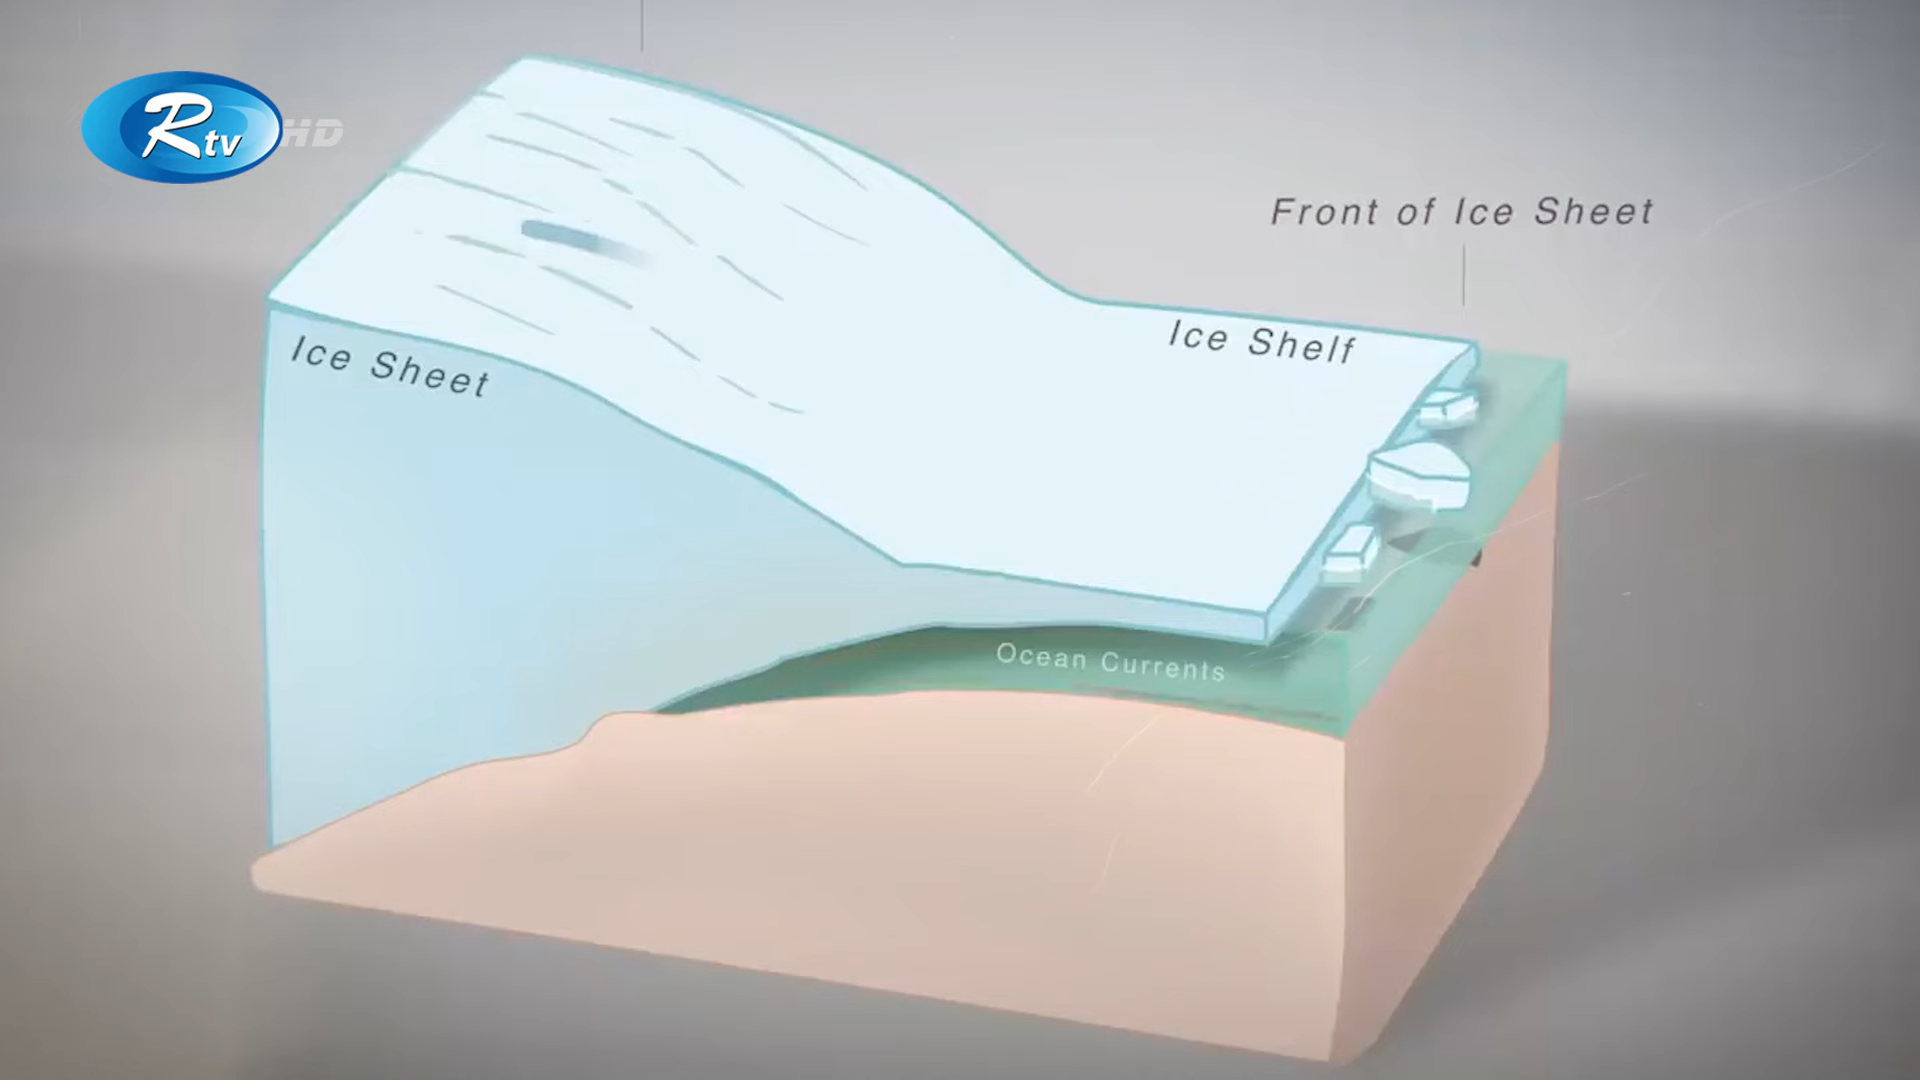 Rtv HD
Front of Ice Sheet
Ice Shelf
Ice Sheet
Ocean Currents